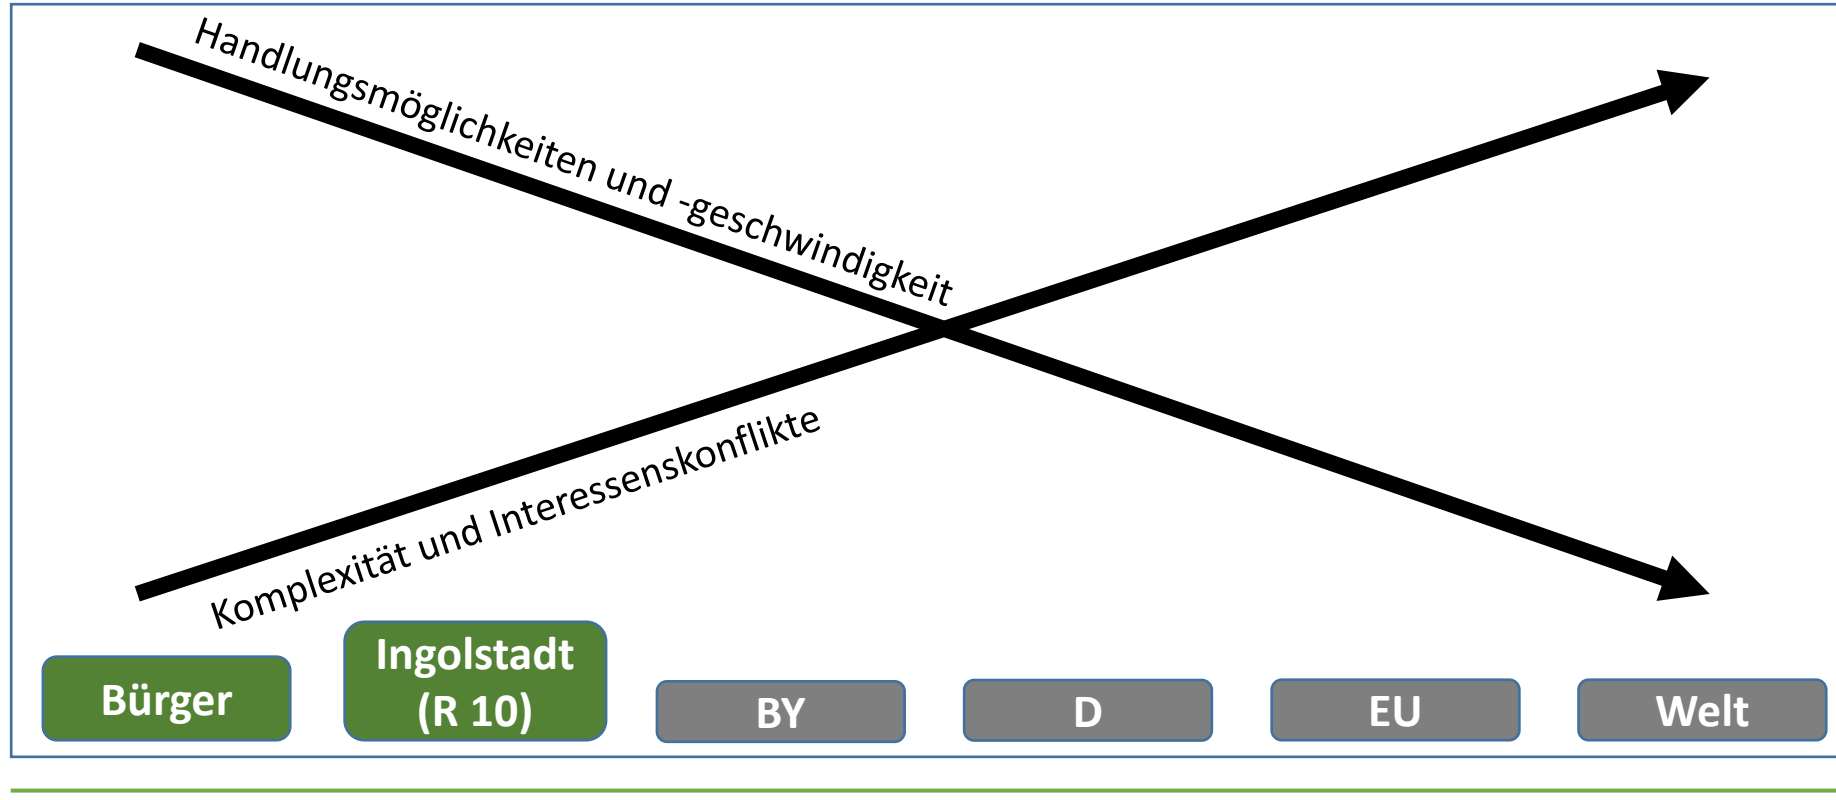 Handlungsmöglichkeiten und -geschwindigkeit
Komplexität und Interessenskonflikte
Bürger
Ingolstadt
(R 10)
BY
D
EU
Welt